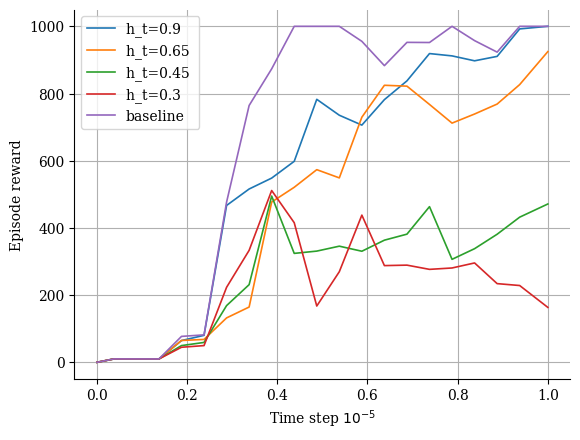 1000
800
600
400
200
0
Episode reward
h_t=0.9
h_t=0.65
h_t=0.45
h_t=0.3
baseline
0.0 0.2 0.4 0.6 0.8 1.0
Time step 10⁻⁵